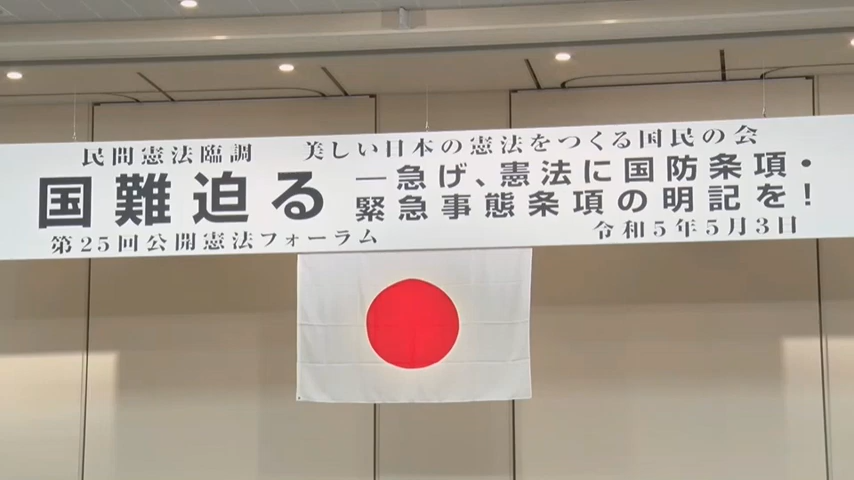 民間憲法臨調　美しい日本の憲法をつくる国民の会
国難迫る
―急げ、憲法に国防条項・
緊急事態条項の明記を！
第25回公開憲法フォーラム
令和5年5月3日